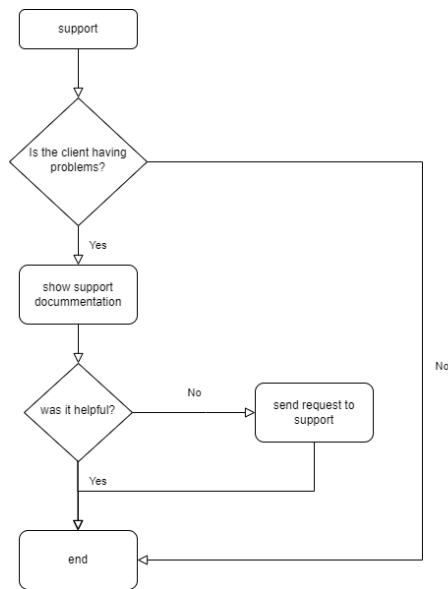 support
Is the client having
problems?
Yes
show support
docummentation
No
was it helpful?
No
send request to
support
Yes
end